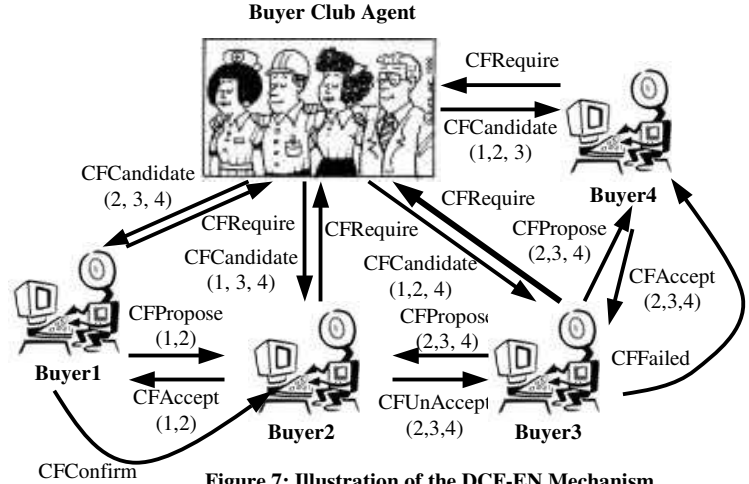 Buyer Club Agent
CFRequire
CFCandidate
(1,2, 3)
Buyer4
CFCandidate
(2, 3, 4)
CFRequire
CFCandidate
(1, 3, 4)
CFRequire
CFRequire
CFCandidate
(1,2, 4)
CFPropose
(2,3, 4)
CFAccept
(2,3,4)
Buyer1
CFPropose
(1,2)
CFAccept
(1,2)
Buyer2
CFPropos
(2,3, 4)
CFUnAccept
(2,3,4)
Buyer3
CFFailed
CFConfirm
Figure 7: Illustration of the DCF-EN Mechanism